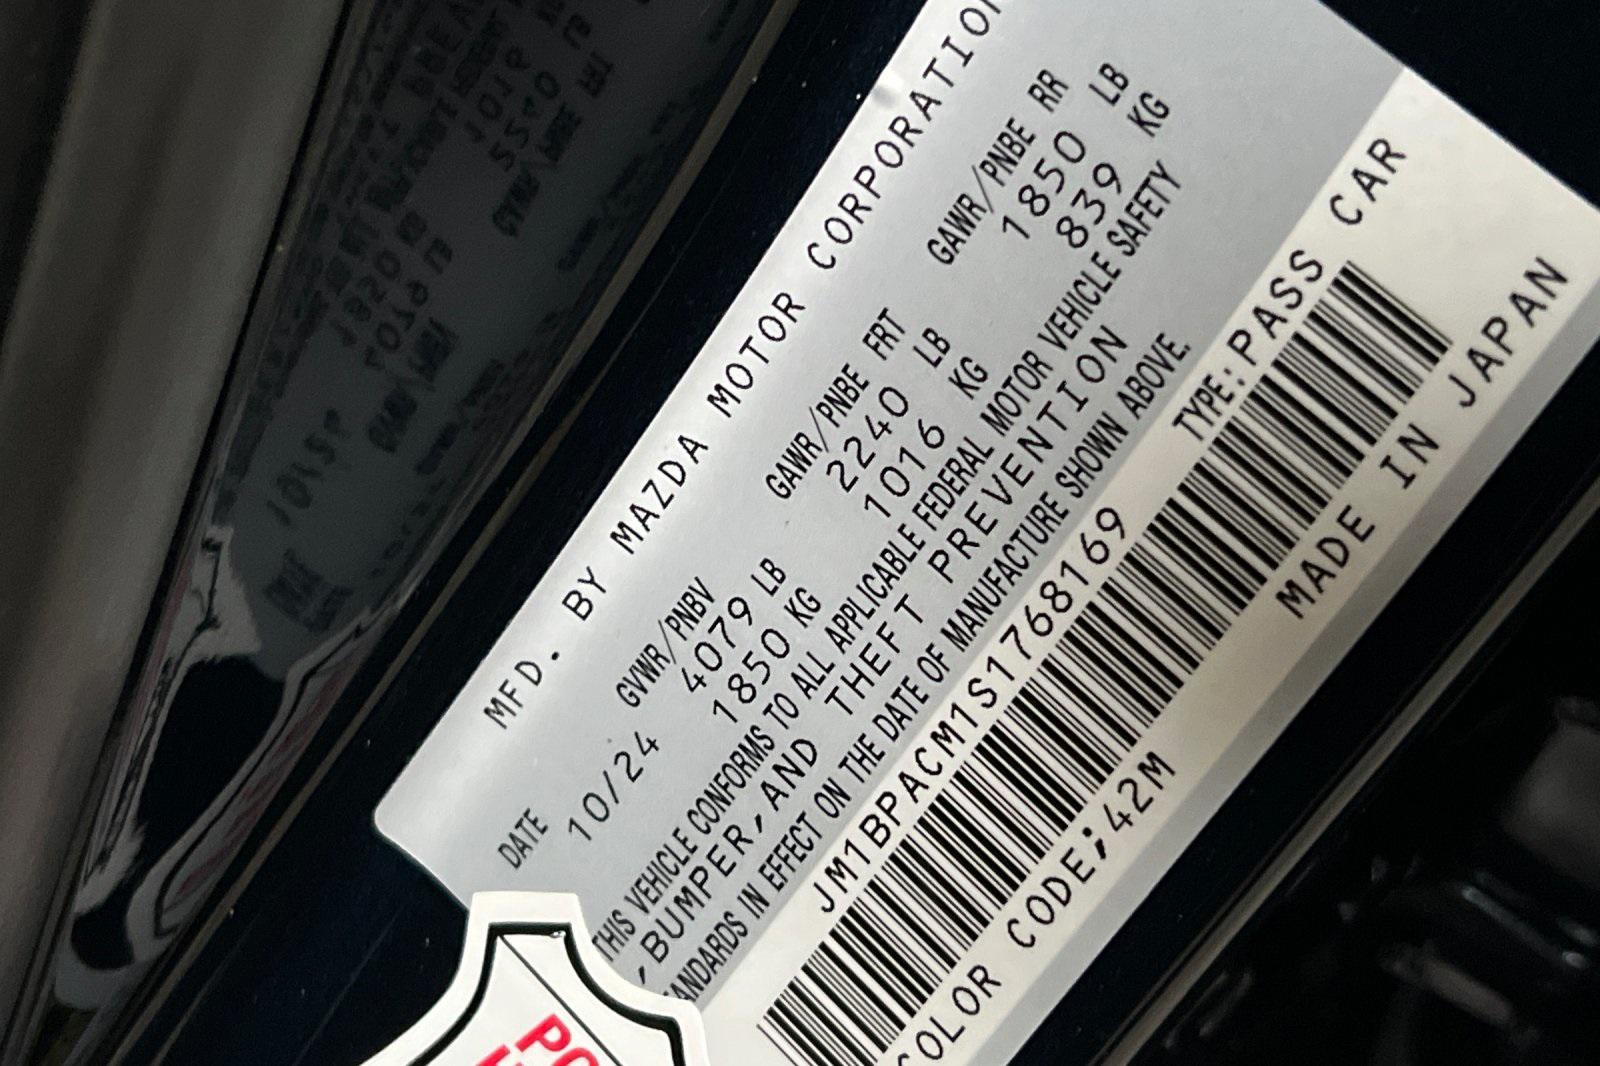 MFD. BY MAZDA MOTOR CORPORATION
DATE GVWR/PNBV GAWR/PNBE FRT GAWR/PNBE RR
10/24 4079 LB 2240 LB 1850 LB
1850 KG 1016 KG 839 KG
THIS VEHICLE CONFORMS TO ALL APPLICABLE FEDERAL MOTOR VEHICLE SAFETY
, BUMPER, AND THEFT PREVENTION
TANDARDS IN EFFECT ON THE DATE OF MANUFACTURE SHOWN ABOVE.
JM1BPACM1S1768169 TYPE: PASS CAR
COLOR CODE; 42M MADE IN JAPAN